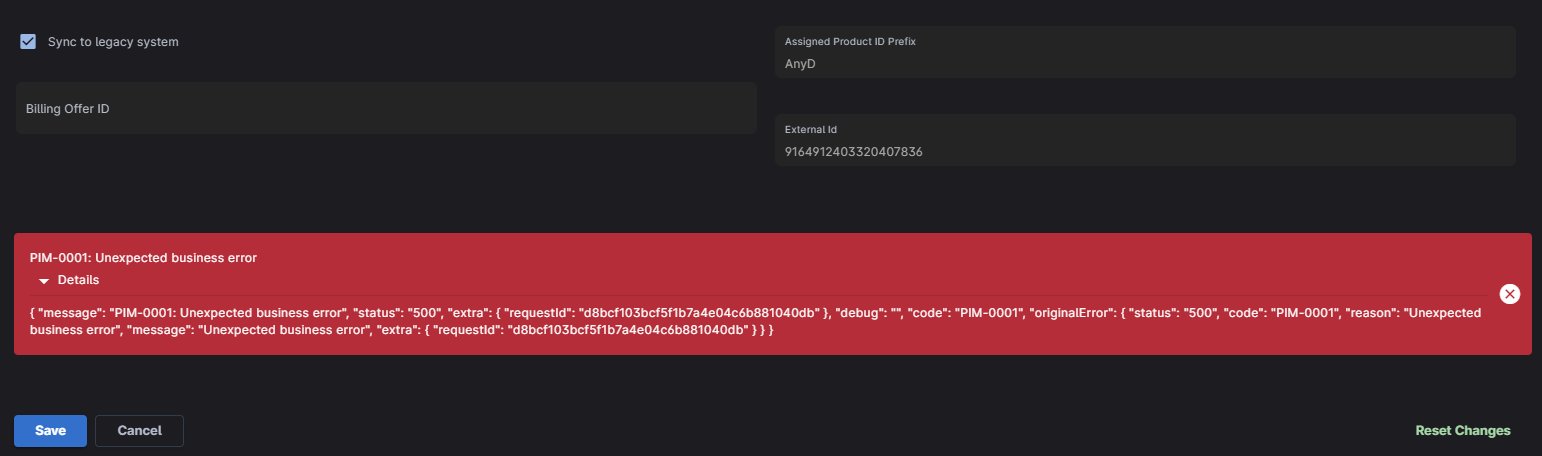 Sync to legacy system
Assigned Product ID Prefix
AnyD
Billing Offer ID
External Id
9164912403320407836
PIM-0001: Unexpected business error
Details
{ "message": "PIM-0001: Unexpected business error", "status": "500", "extra": { "requestId": "d8bcf103bcf5f1b7a4e04c6b881040db" }, "debug": "", "code": "PIM-0001", "originalError": { "status": "500", "code": "PIM-0001", "reason": "Unexpected
business error", "message": "Unexpected business error", "extra": { "requestId": "d8bcf103bcf5f1b7a4e04c6b881040db" } } }
Save
Cancel
Reset Changes